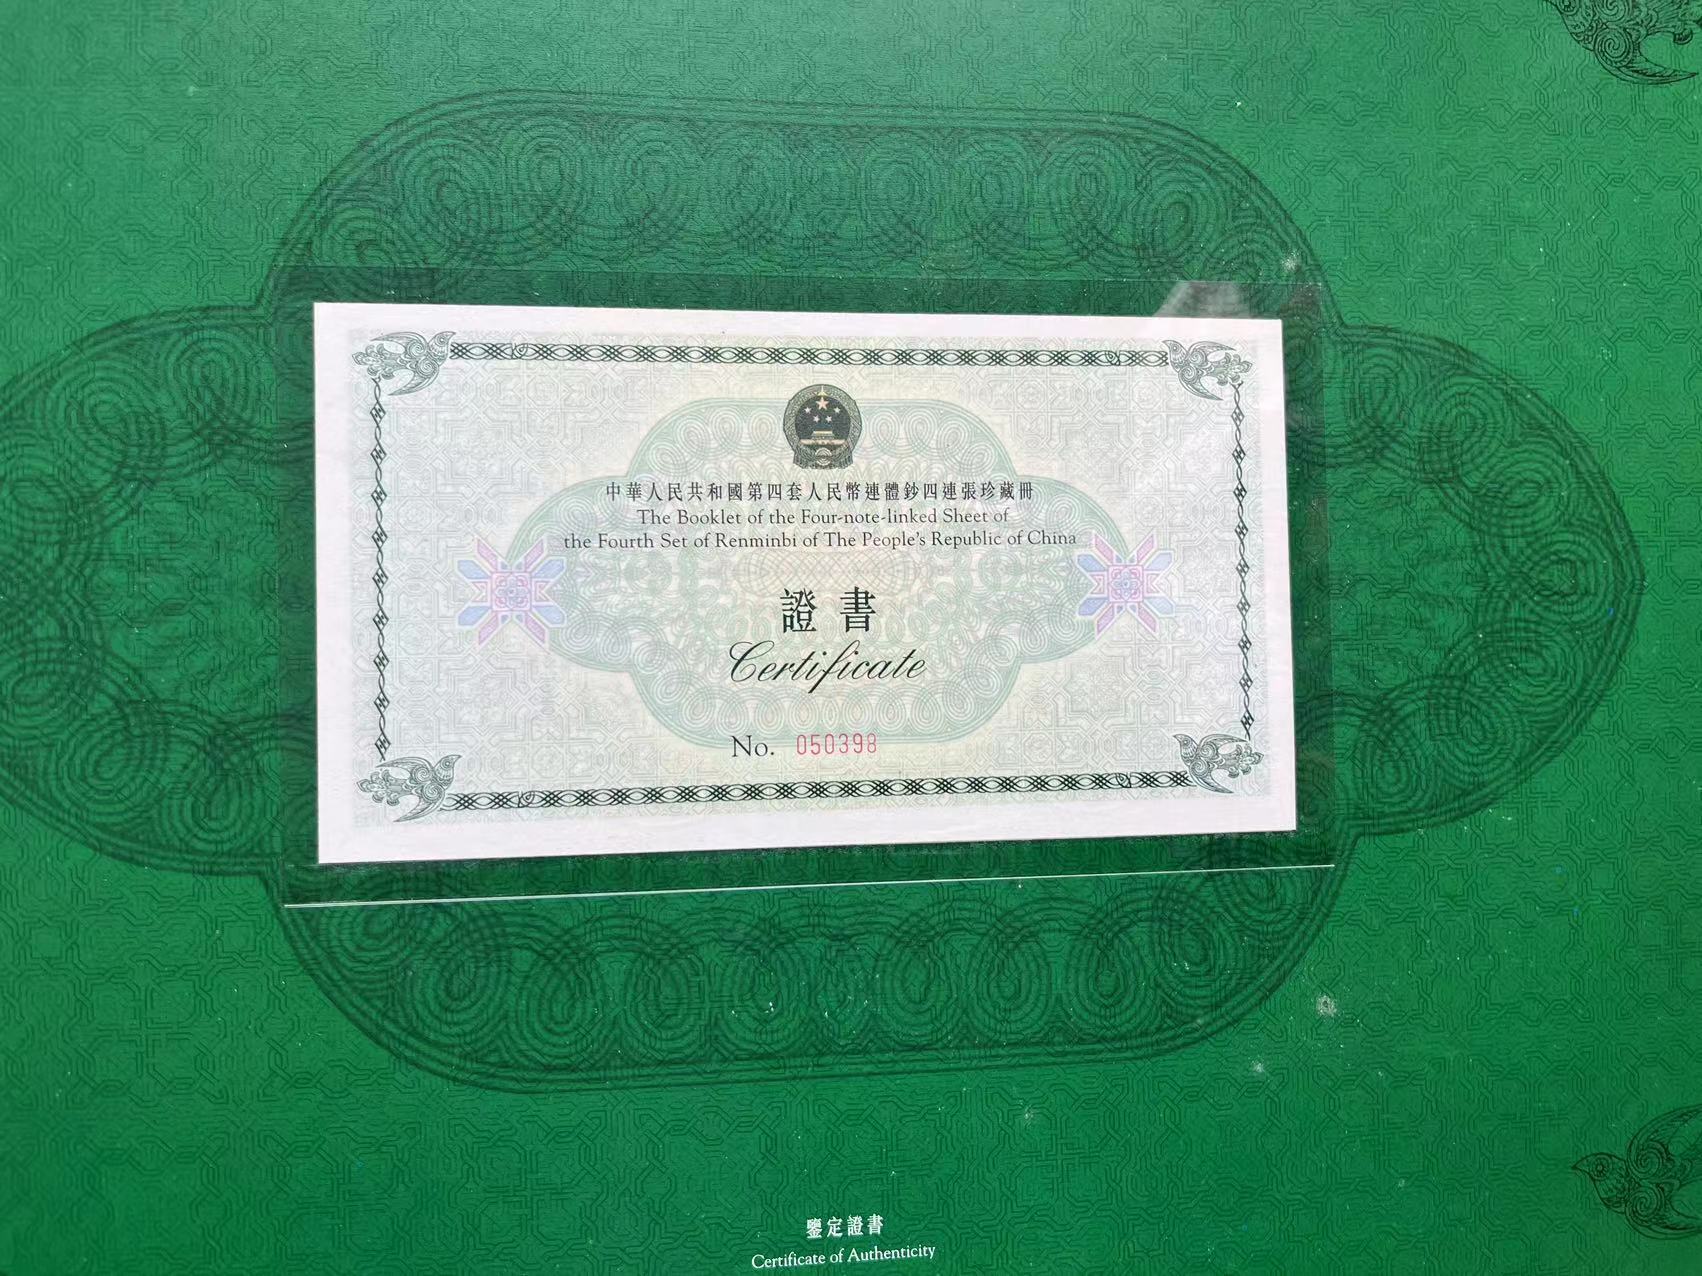 中華人民共和國第四套人民幣連體鈔四連張珍藏冊
The Booklet of the Four-note-linked Sheet of
the Fourth Set of Renminbi of The People's Republic of China
證書
Certificate
No. 050398
鑒定證書
Certificate of Authenticity